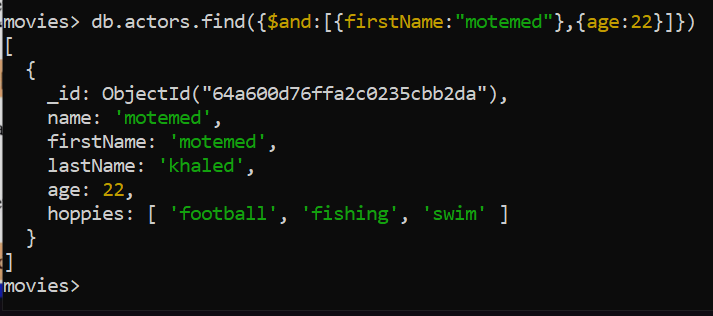 movies> db.actors.find({$and:[{firstName:"motemed"},{age:22}]})
[
  {
    _id: ObjectId("64a600d76ffa2c0235cbb2da"),
    name: 'motemed',
    firstName: 'motemed',
    lastName: 'khaled',
    age: 22,
    hoppies: [ 'football', 'fishing', 'swim' ]
  }
]
movies>